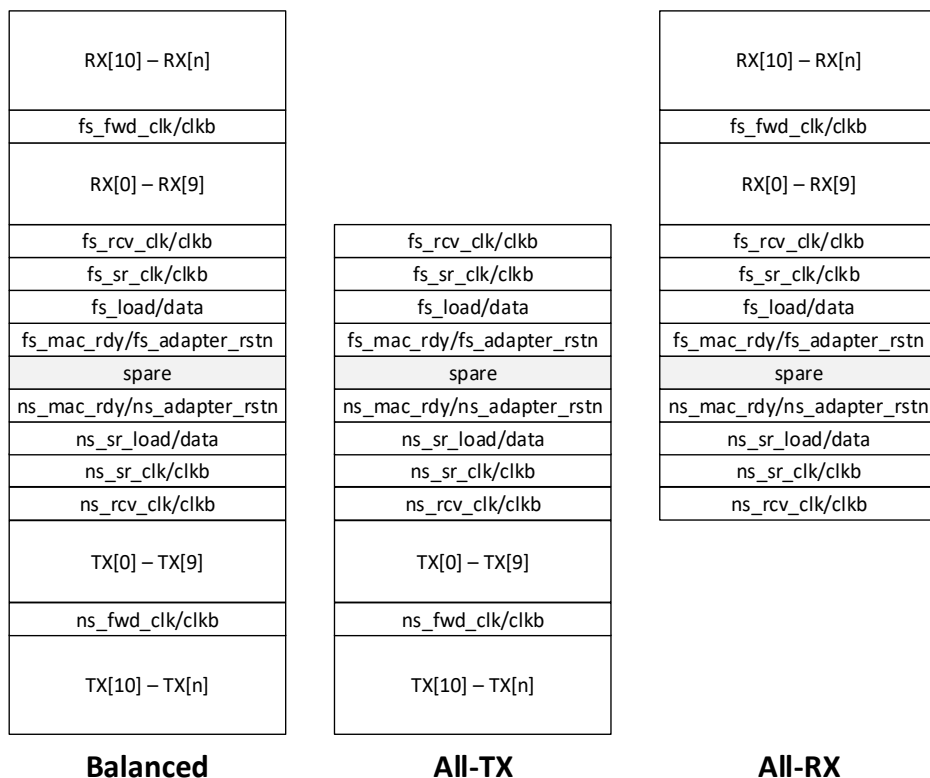 RX[10] – RX[n]
fs_fwd_clk/clkb
RX[0] – RX[9]
fs_rcv_clk/clkb
fs_sr_clk/clkb
fs_load/data
fs_mac_rdy/fs_adapter_rstn
spare
ns_mac_rdy/ns_adapter_rstn
ns_sr_load/data
ns_sr_clk/clkb
ns_rcv_clk/clkb
TX[0] – TX[9]
ns_fwd_clk/clkb
TX[10] – TX[n]
Balanced
fs_rcv_clk/clkb
fs_sr_clk/clkb
fs_load/data
fs_mac_rdy/fs_adapter_rstn
spare
ns_mac_rdy/ns_adapter_rstn
ns_sr_load/data
ns_sr_clk/clkb
ns_rcv_clk/clkb
TX[0] – TX[9]
ns_fwd_clk/clkb
TX[10] – TX[n]
All-TX
RX[10] – RX[n]
fs_fwd_clk/clkb
RX[0] – RX[9]
fs_rcv_clk/clkb
fs_sr_clk/clkb
fs_load/data
fs_mac_rdy/fs_adapter_rstn
spare
ns_mac_rdy/ns_adapter_rstn
ns_sr_load/data
ns_sr_clk/clkb
ns_rcv_clk/clkb
All-RX